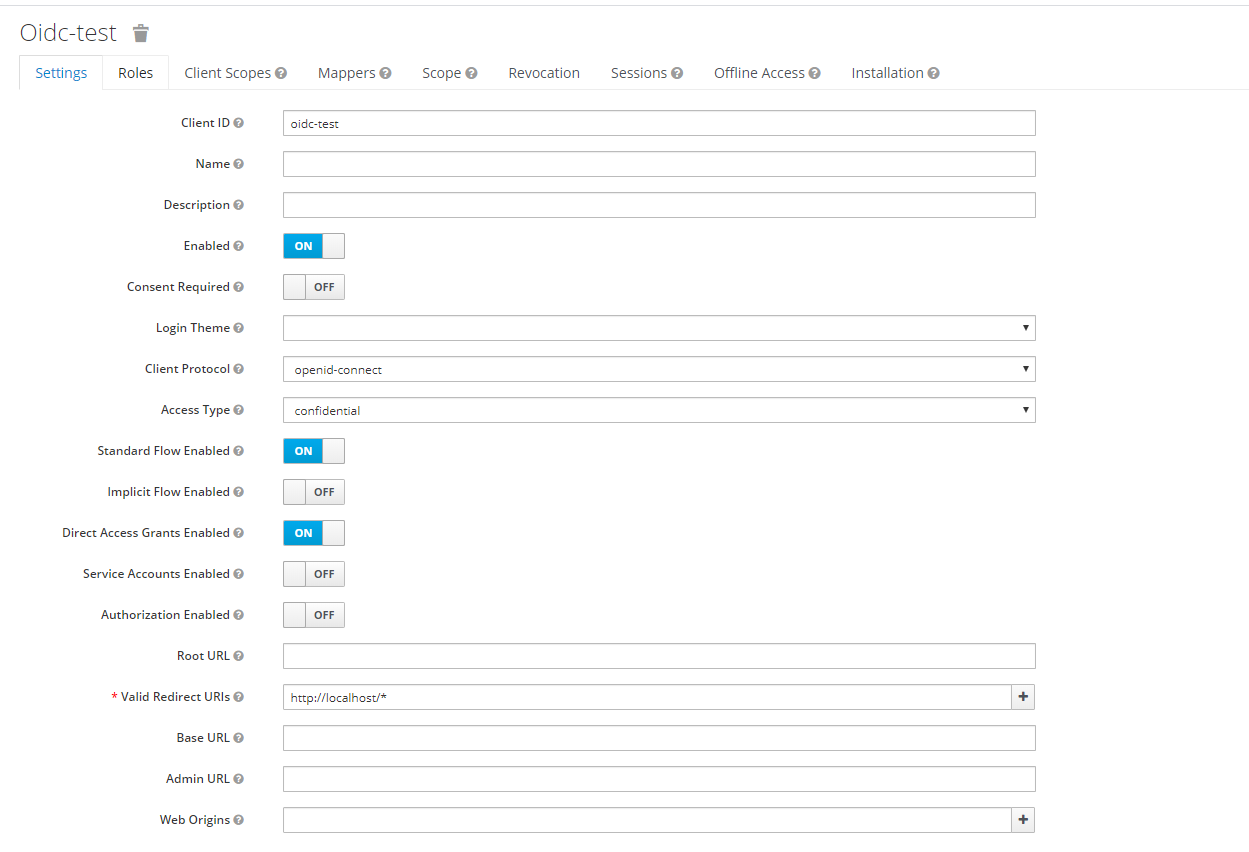 Oidc-test
Settings Roles Client Scopes Mappers Scope Revocation Sessions Offline Access Installation
Client ID oidc-test
Name
Description
Enabled ON
Consent Required OFF
Login Theme
Client Protocol openid-connect
Access Type confidential
Standard Flow Enabled ON
Implicit Flow Enabled OFF
Direct Access Grants Enabled ON
Service Accounts Enabled OFF
Authorization Enabled OFF
Root URL
* Valid Redirect URIs http://localhost/*
Base URL
Admin URL
Web Origins